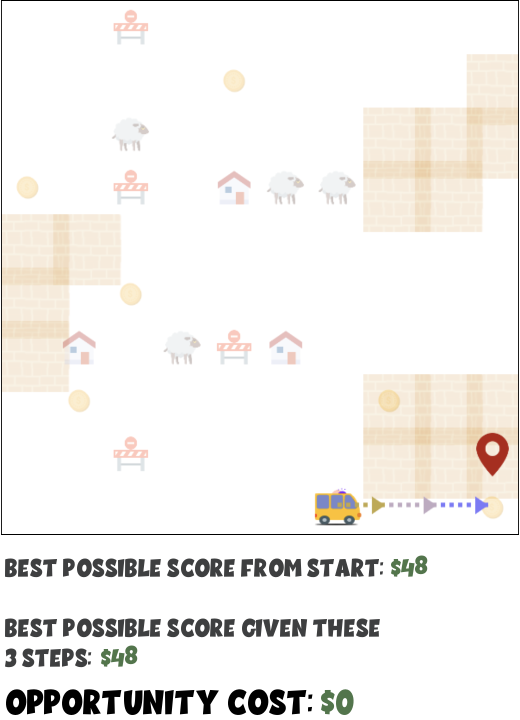 BEST POSSIBLE SCORE FROM START: $48
BEST POSSIBLE SCORE GIVEN THESE
3 STEPS: $48
OPPORTUNITY COST: $0